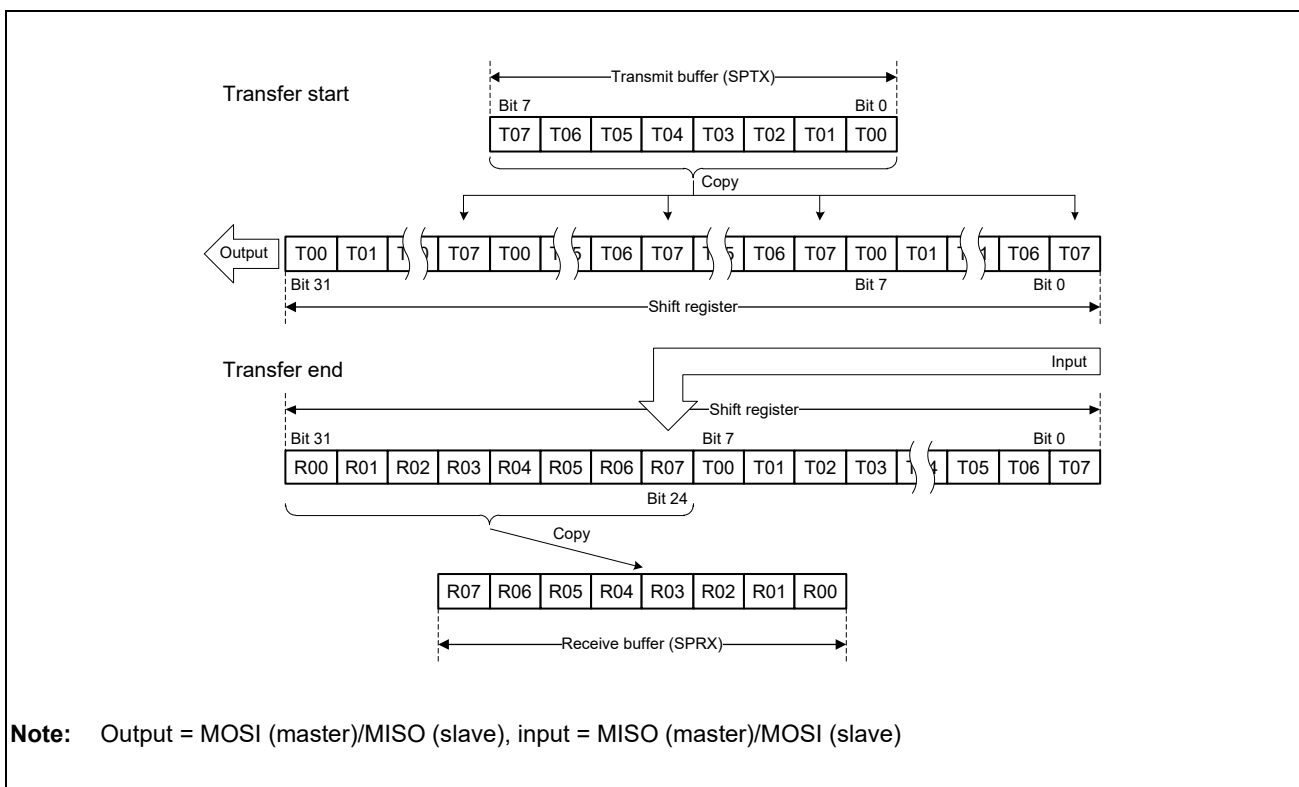 Transmit buffer (SPTX)
Transfer start
Bit 7 Bit 0
T07 T06 T05 T04 T03 T02 T01 T00
Copy
Output T00 T01 T07 T00 T06 T07 T06 T07 T00 T01 T06 T07
Bit 31 Bit 7 Bit 0
Shift register
Transfer end
Input
Shift register
Bit 31 Bit 7 Bit 0
R00 R01 R02 R03 R04 R05 R06 R07 T00 T01 T02 T03 T05 T06 T07
Bit 24
Copy
R07 R06 R05 R04 R03 R02 R01 R00
Receive buffer (SPRX)
Note: Output = MOSI (master)/MISO (slave), input = MISO (master)/MOSI (slave)